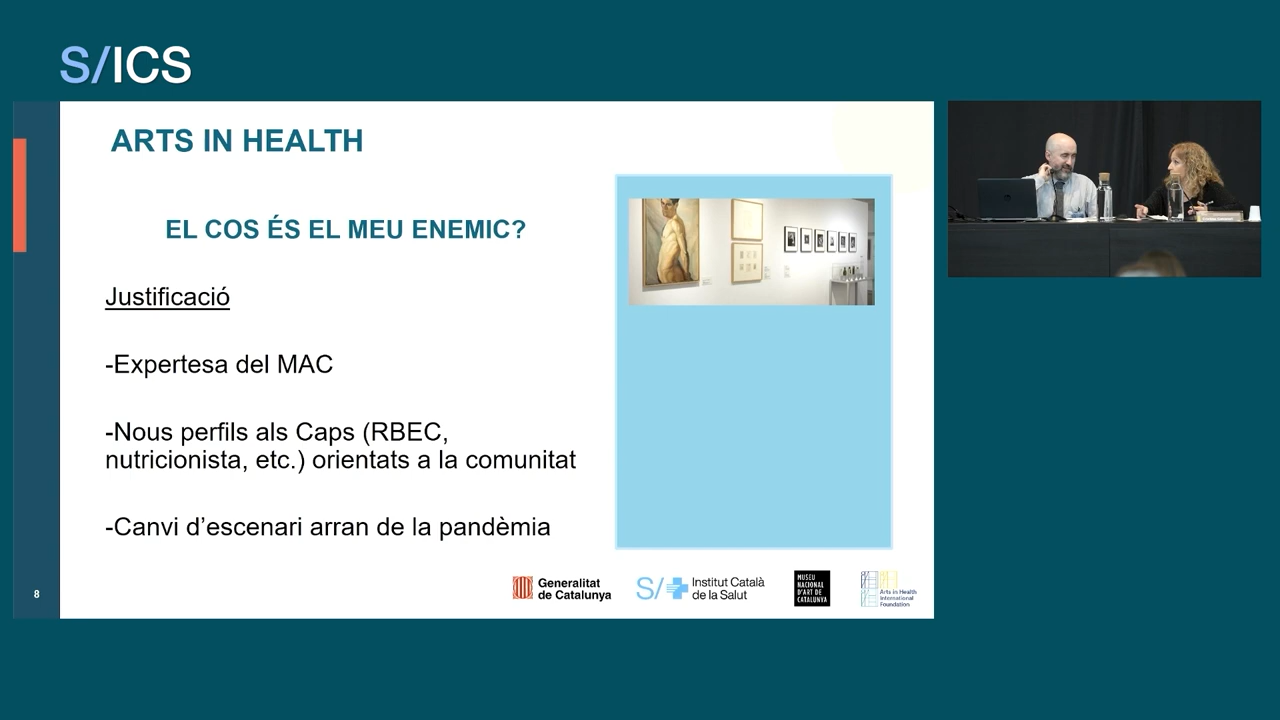 S/ICS
ARTS IN HEALTH
EL COS ÉS EL MEU ENEMIC?
Justificació
-Expertesa del MAC
-Nous perfils als Caps (RBEC,
nutricionista, etc.) orientats a la comunitat
-Canvi d’escenari arran de la pandèmia
8
Generalitat
de Catalunya
S/
Institut Català
de la Salut
MUSEU
NACIONAL
D'ART DE
CATALUNYA
Arts in Health
International
Foundation